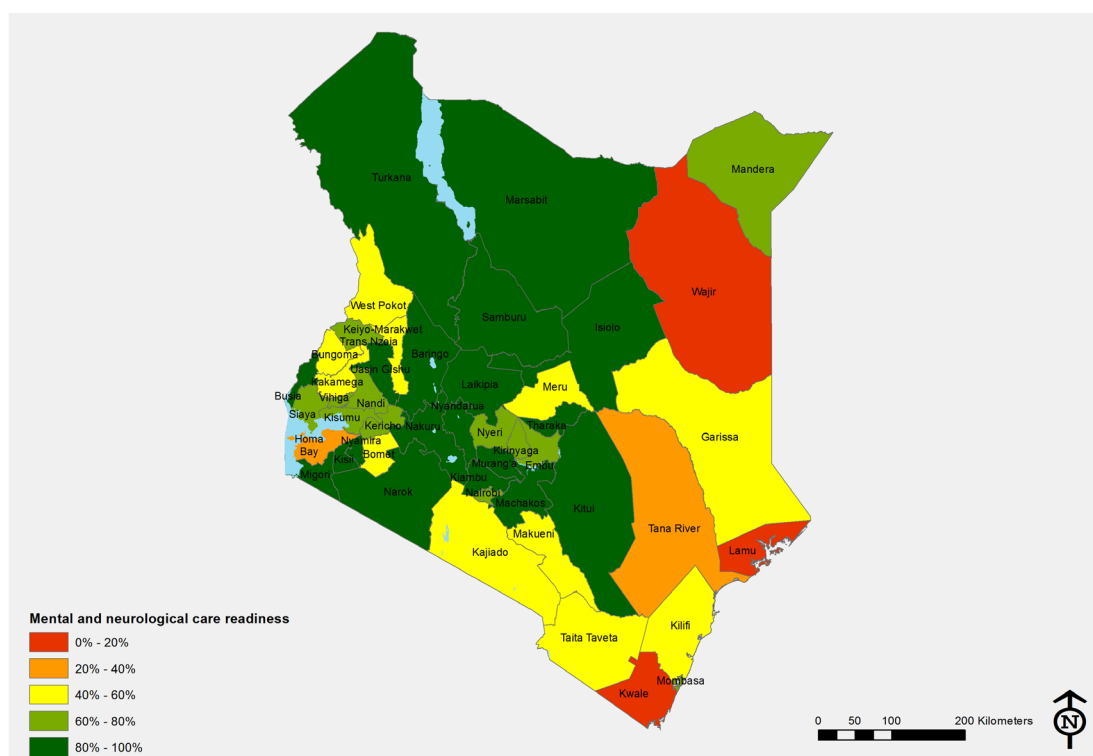 Turkana
Marsabit
Mandera
Wajir
West Pokot
Samburu
Isiolo
Keiyo-Marakwet
Trans Nzoia
Bungoma
Baringo
Uasin Gishu
Kakamega
Laikipia
Meru
Busia
Vihiga
Nandi
Nyandarua
Siaya
Kisumu
Kericho
Nakuru
Nyeri
Tharaka
Garissa
Homa
Bay
Nyamira
Bomet
Kirinyaga
Kisii
Murang'a
Embu
Migori
Kiambu
Narok
Nairobi
Machakos
Kitui
Tana River
Makueni
Kajiado
Lamu
Taita Taveta
Kilifi
Mombasa
Kwale
Mental and neurological care readiness
0% - 20%
20% - 40%
40% - 60%
60% - 80%
80% - 100%
0 50 100 200 Kilometers
N